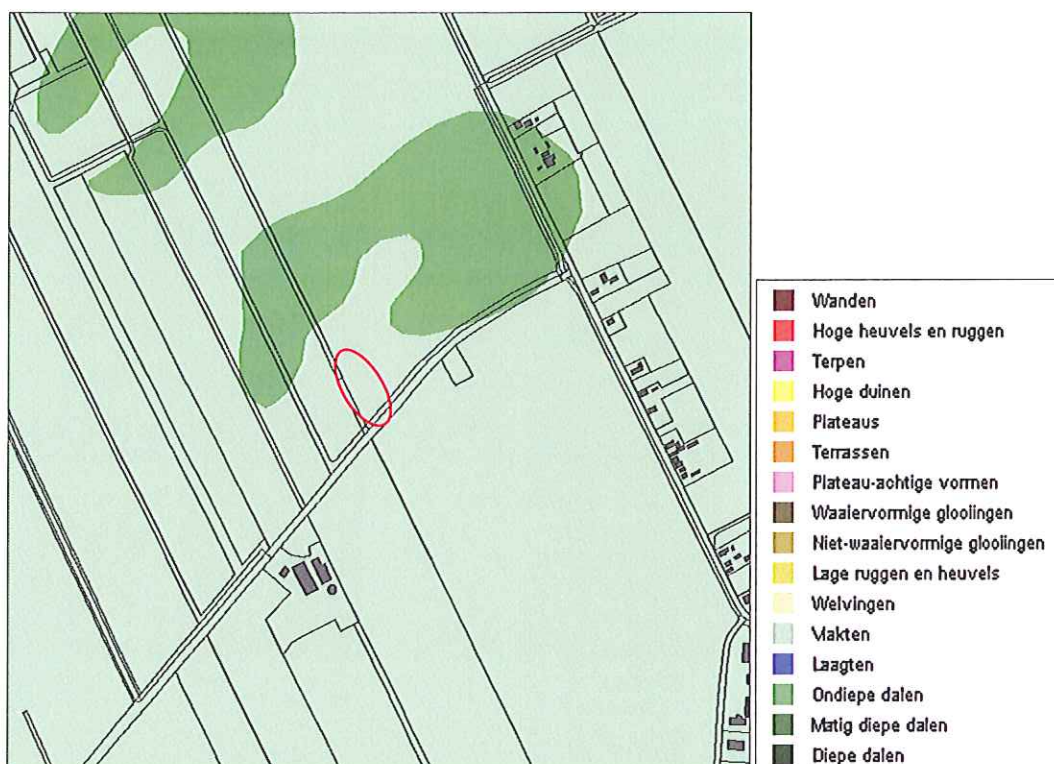 Wanden
Hoge heuvels en ruggen
Terpen
Hoge duinen
Plateaus
Terrassen
Plateau-achtige vormen
Waaiervormige glooiingen
Niet-waaiervormige glooiingen
Lage ruggen en heuvels
Welvingen
Vlakten
Laagten
Ondiepe dalen
Matig diepe dalen
Diepe dalen